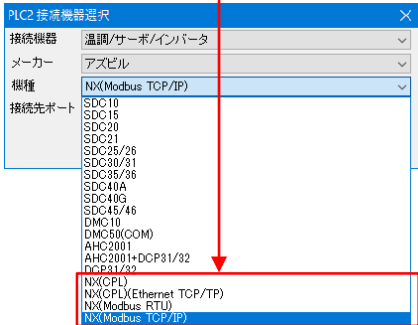 PLC2 接続機器選択
接続機器 温調/サーボ/インバータ
メーカー アズビル
機種 NX(Modbus TCP/IP)
接続先ポート
SDC10
SDC15
SDC20
SDC21
SDC25/26
SDC30/31
SDC35/36
SDC40A
SDC40G
SDC45/46
DMC10
DMC50(COM)
AHC2001
AHC2001+DCP31/32
DCP31/32
NX(CPL)
NX(CPL)(Ethernet TCP/TP)
NX(Modbus RTU)
NX(Modbus TCP/IP)